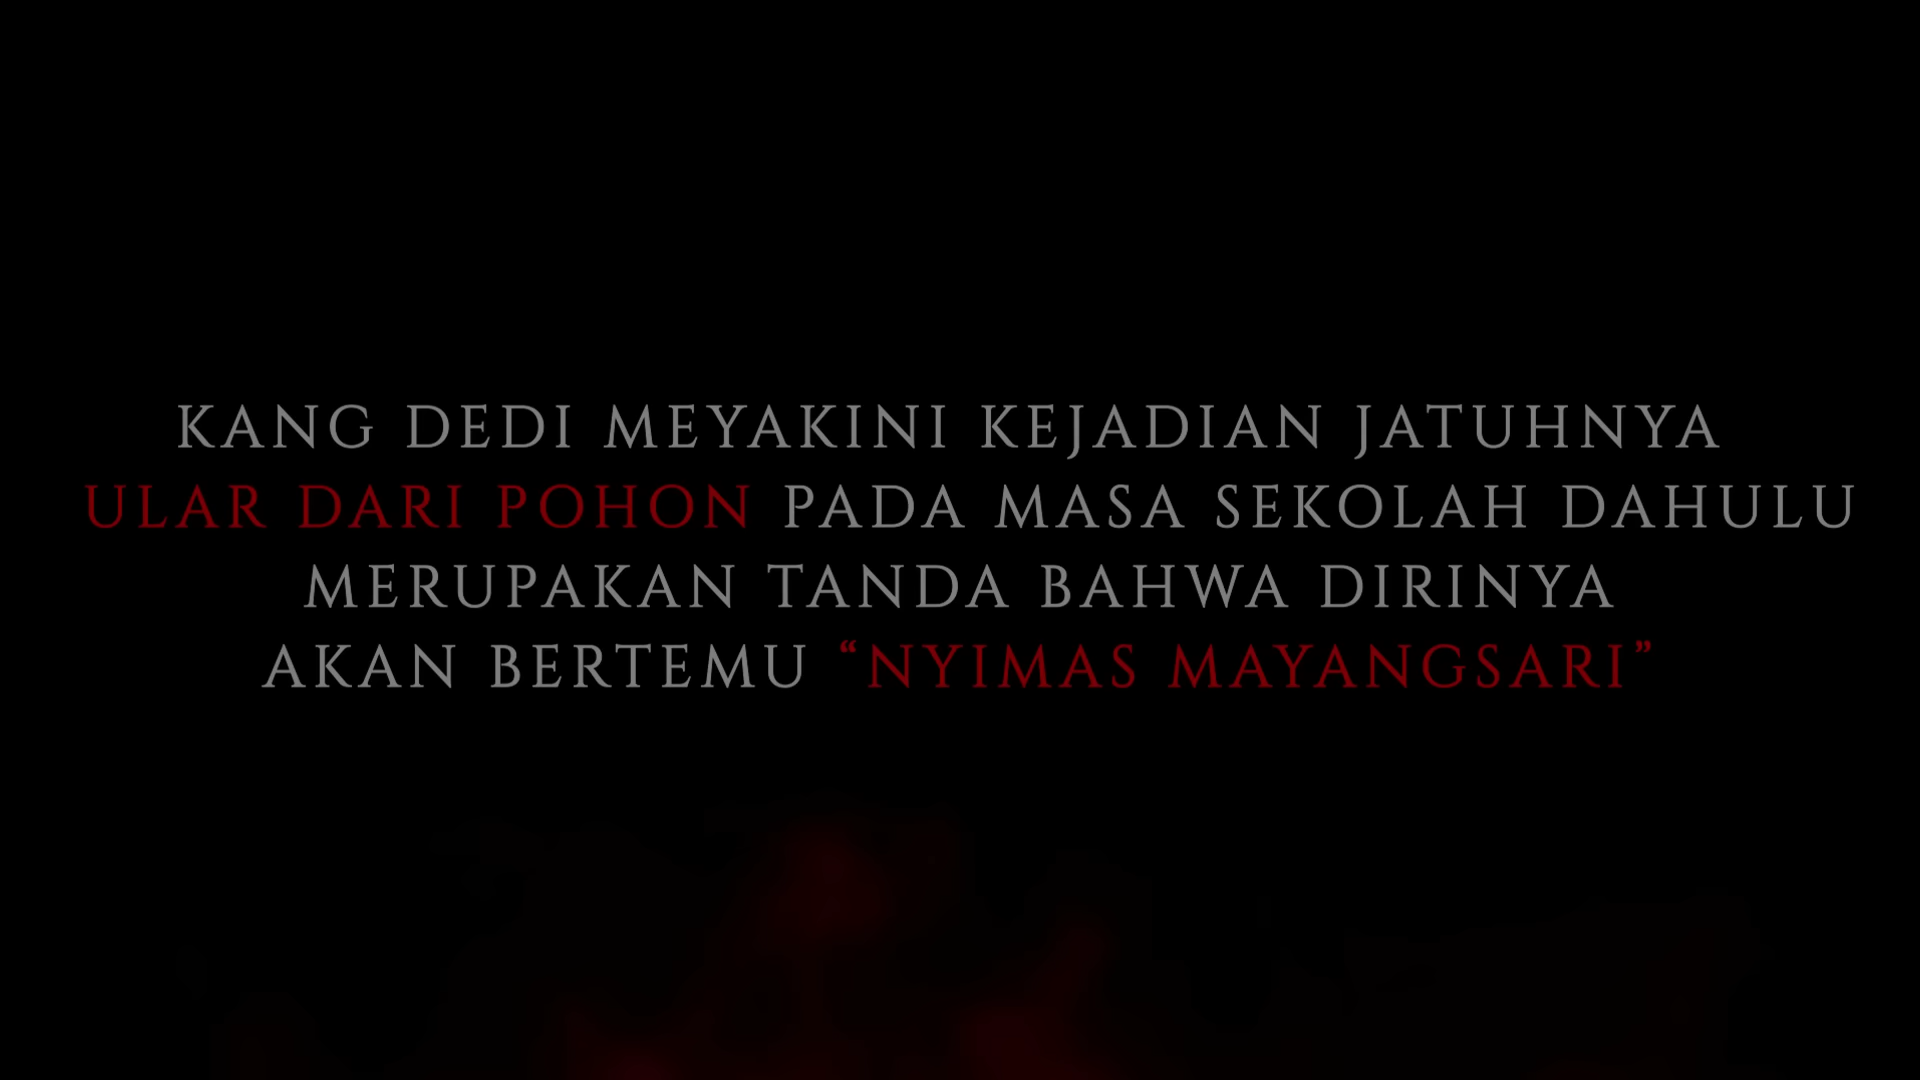 KANG DEDI MEYAKINI KEJADIAN JATUHNYA
ULAR DARI POHON PADA MASA SEKOLAH DAHULU
MERUPAKAN TANDA BAHWA DIRINYA
AKAN BERTEMU “NYIMAS MAYANGSARI”